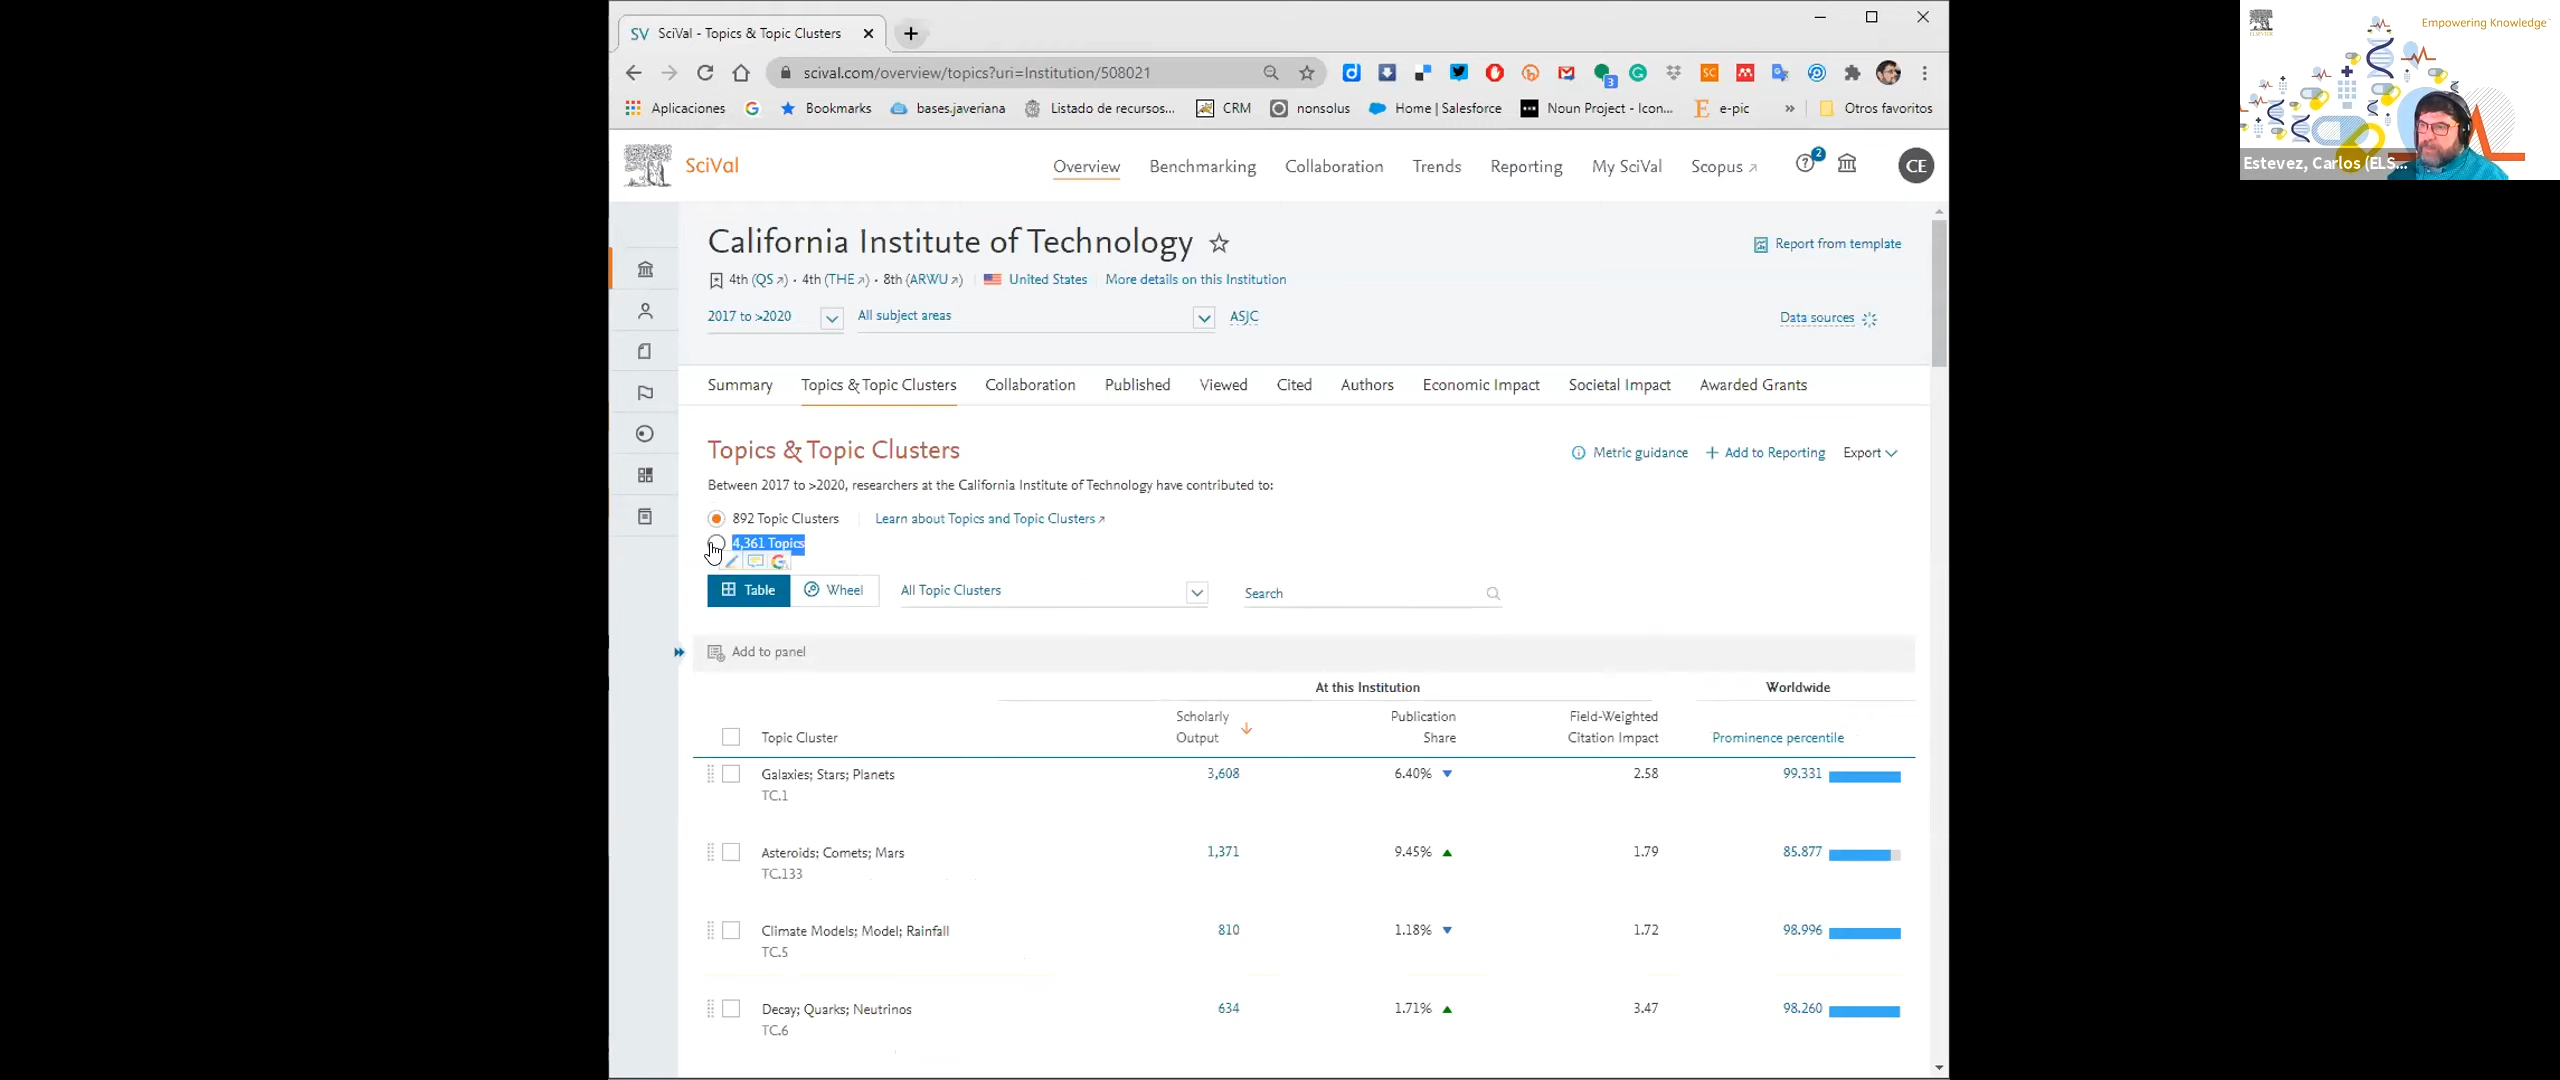 SciVal - Topics & Topic Clusters
scival.com/overview/topics?uri=Institution/508021
Aplicaciones
Bookmarks
bases.javeriana
Listado de recursos...
CRM
nonsolus
Home | Salesforce
Noun Project - Icon...
e-pic
»
Otros favoritos
SciVal
Overview
Benchmarking
Collaboration
Trends
Reporting
My SciVal
Scopus
2
CE
California Institute of Technology
Report from template
4th (QS) · 4th (THE) · 8th (ARWU) United States More details on this Institution
2017 to >2020
All subject areas
ASJC
Data sources
Summary
Topics & Topic Clusters
Collaboration
Published
Viewed
Cited
Authors
Economic Impact
Societal Impact
Awarded Grants
Topics & Topic Clusters
Metric guidance
+ Add to Reporting
Export
Between 2017 to >2020, researchers at the California Institute of Technology have contributed to:
892 Topic Clusters
Learn about Topics and Topic Clusters
4,361 Topics
Table
Wheel
All Topic Clusters
Search
Add to panel
At this Institution
Worldwide
Topic Cluster
Scholarly Output
Publication Share
Field-Weighted Citation Impact
Prominence percentile
Galaxies; Stars; Planets
TC.1
3,608
6.40%
2.58
99.331
Asteroids; Comets; Mars
TC.133
1,371
9.45%
1.79
85.877
Climate Models; Model; Rainfall
TC.5
810
1.18%
1.72
98.996
Decay; Quarks; Neutrinos
TC.6
634
1.71%
3.47
98.260
Empowering Knowledge
Estevez, Carlos (ELS...